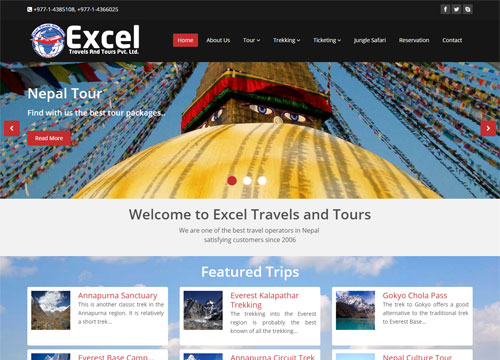 +977-1-4385108, +977-1-4366025
Excel
Travels And Tours Pvt. Ltd.
Home About Us Tour Trekking Ticketing Jungle Safari Reservation Contact
Nepal Tour
Find with us the best tour packages..
Read More
Welcome to Excel Travels and Tours
We are one of the best travel operators in Nepal
satisfying customers since 2006
Featured Trips
Annapurna Sanctuary
This is another classic trek in the
Annapurna region. It is relatively
a short trek...
Everest Kalapathar
Trekking
The trekking into the Everest
region is probably the best
known of all the trekking...
Gokyo Chola Pass
The trek to Gokyo offers a good
alternative to the traditional trek
to Everest Base...
Everest Base Camp...
Annapurna Circuit Trek
Nepal Culture Tour